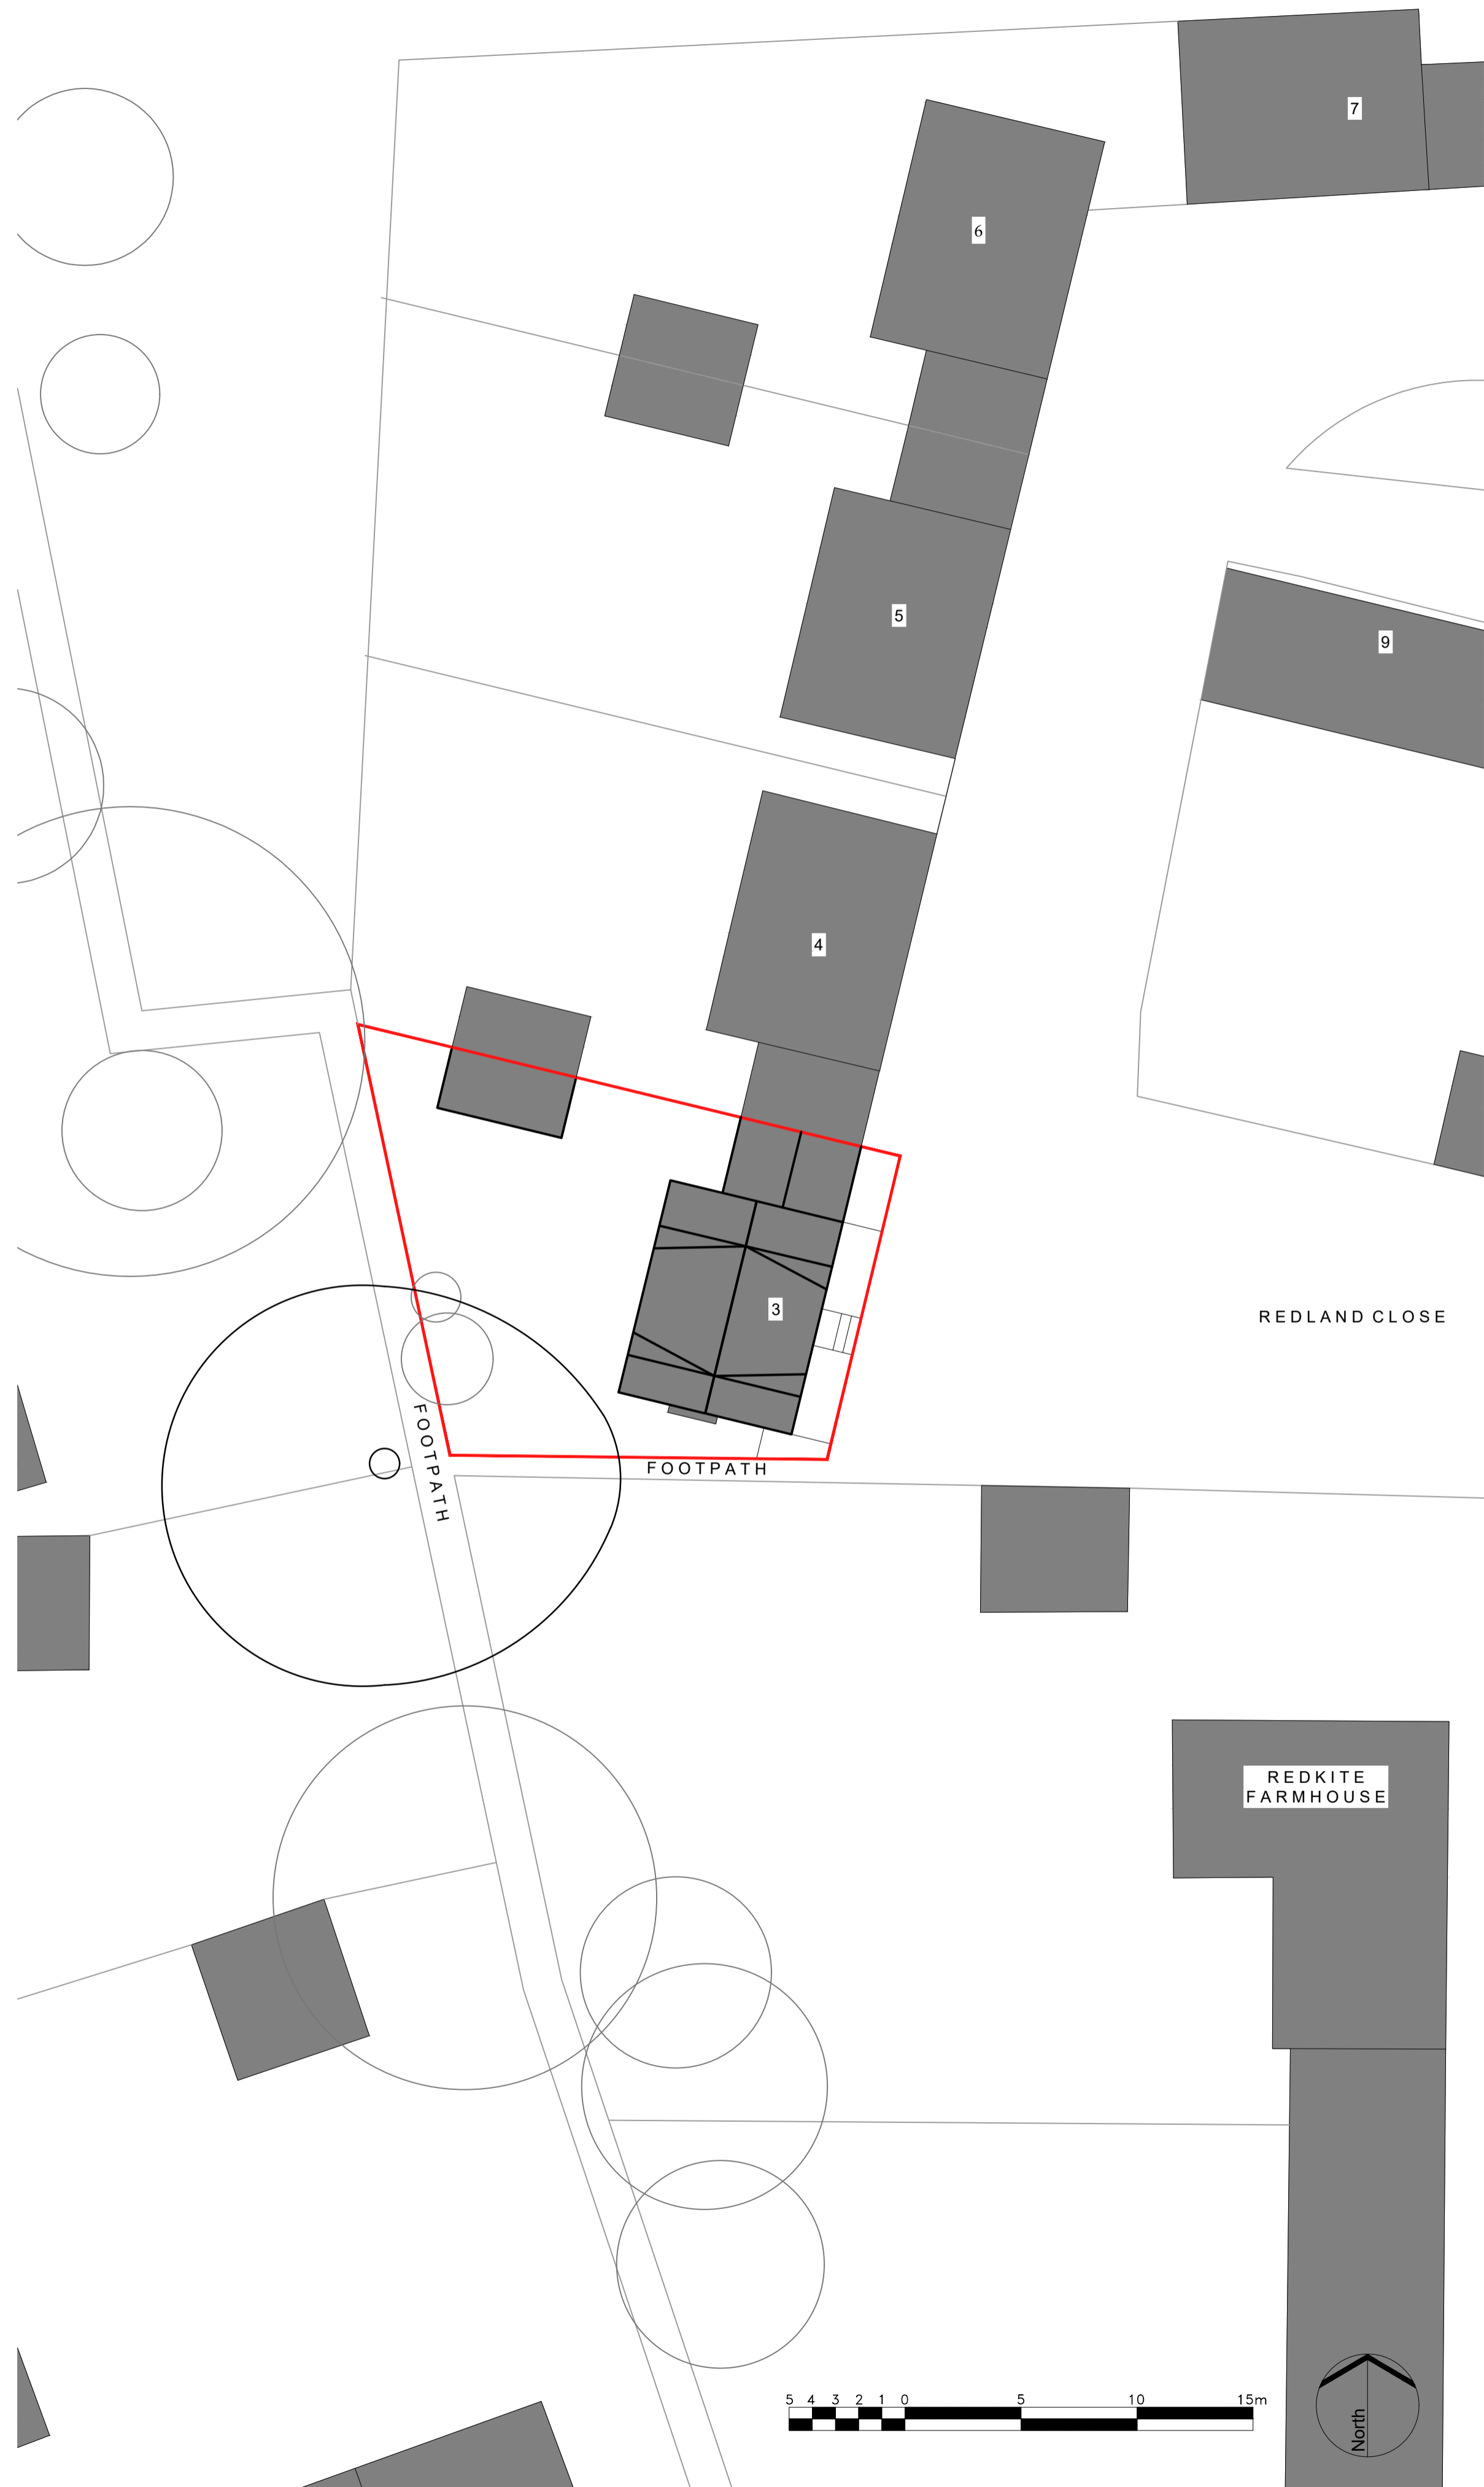 7
6
5
9
4
3
REDLAND CLOSE
FOOTPATH
FOOTPATH
REDKITE
FARMHOUSE
5 4 3 2 1 0 5 10 15m
North